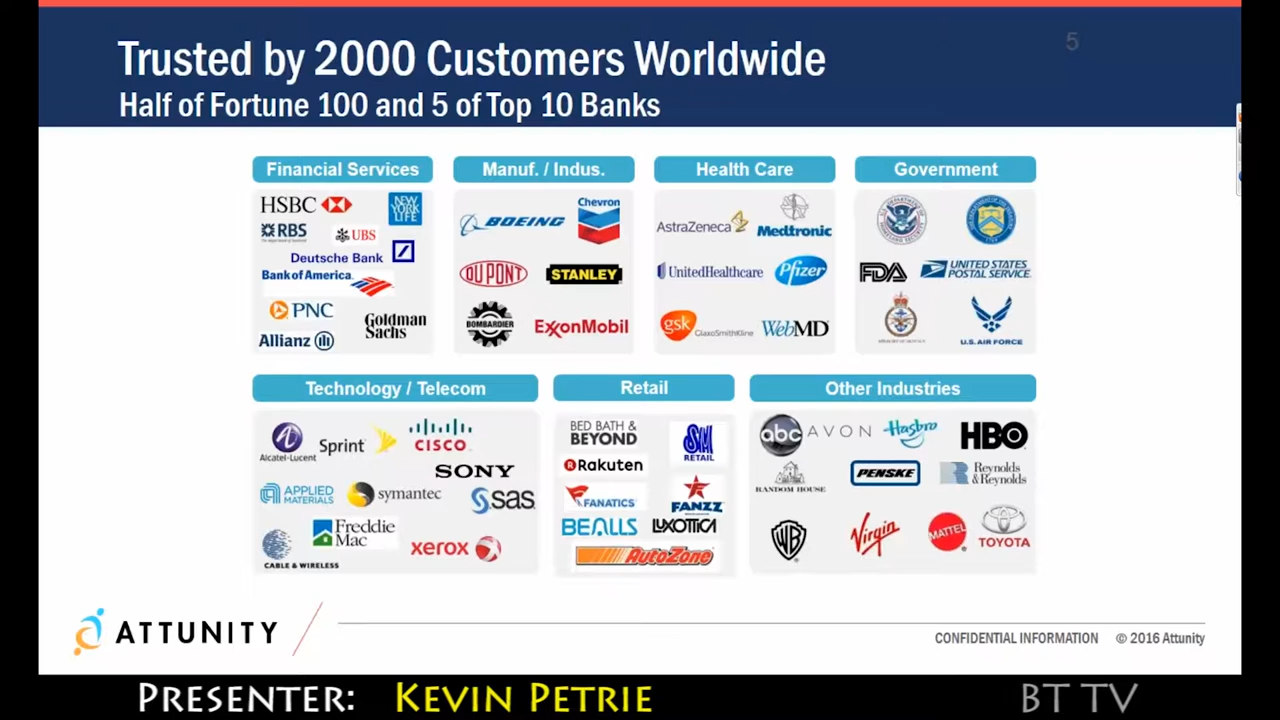 5
Trusted by 2000 Customers Worldwide
Half of Fortune 100 and 5 of Top 10 Banks
Financial Services
HSBC
NEW YORK LIFE
RBS
UBS
Deutsche Bank
Bank of America
PNC
Goldman Sachs
Allianz
Manuf. / Indus.
BOEING
Chevron
DUPONT
STANLEY
BOMBARDIER
ExxonMobil
Health Care
AstraZeneca
Medtronic
UnitedHealthcare
Pfizer
gsk GlaxoSmithKline
WebMD
Government
FDA
UNITED STATES
POSTAL SERVICE
U.S. AIR FORCE
Technology / Telecom
Alcatel-Lucent
Sprint
CISCO
SONY
APPLIED
MATERIALS
symantec
sas
Freddie
Mac
CABLE & WIRELESS
xerox
Retail
BED BATH &
BEYOND
SM
RETAIL
Rakuten
FANATICS
FANZZ
BEALLS
LUXOTTICA
AutoZone
Other Industries
abc
AVON
Hasbro
HBO
RANDOM HOUSE
PENSKE
Reynolds
& Reynolds
WB
Virgin
MATTEL
TOYOTA
ATTUNITY
CONFIDENTIAL INFORMATION © 2016 Attunity
PRESENTER: KEVIN PETRIE
BT TV